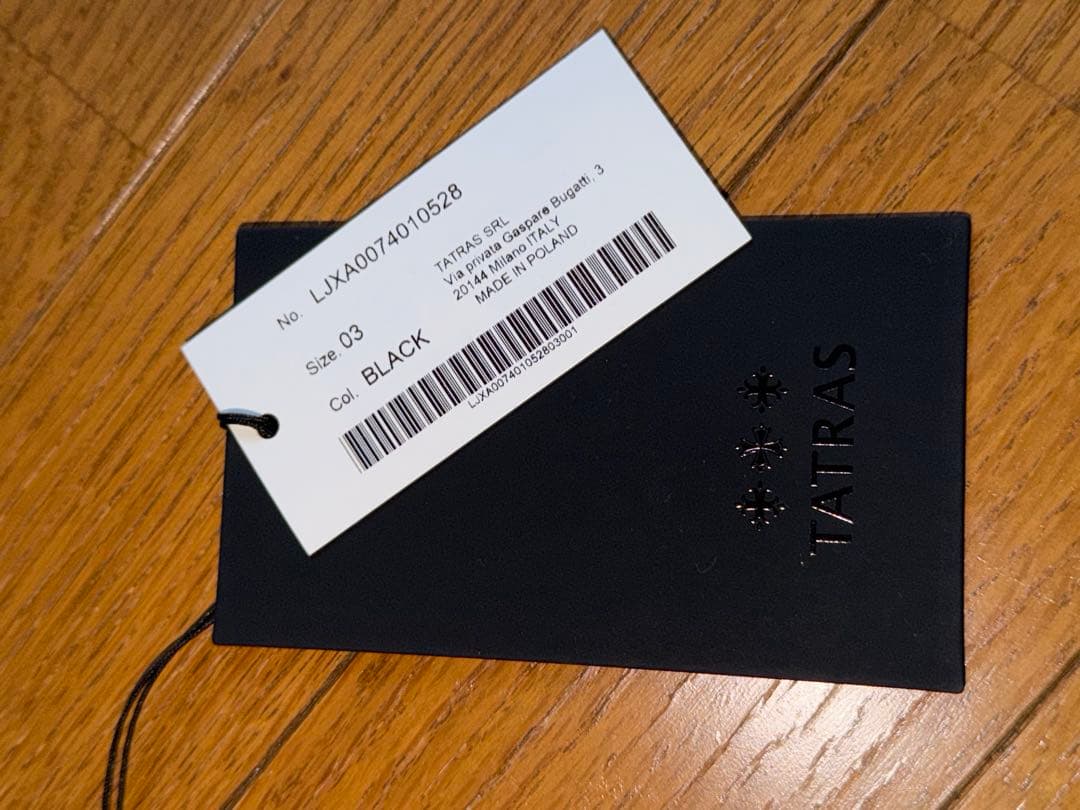 No. LJXA0074010528
Size. 03
Col. BLACK
TATRAS SRL
Via privata Gaspare Bugatti, 3
20144 Milano ITALY
MADE IN POLAND
LJXA007401052803001
TATRAS